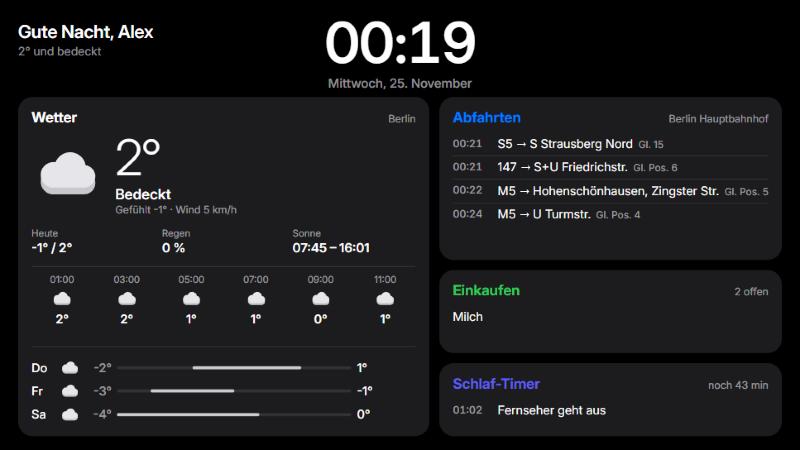 Gute Nacht, Alex
2° und bedeckt
00:19
Mittwoch, 25. November
Wetter
Berlin
2°
Bedeckt
Gefühlt -1° · Wind 5 km/h
Heute Regen Sonne
-1° / 2° 0 % 07:45 – 16:01
01:00 03:00 05:00 07:00 09:00 11:00
2° 2° 1° 1° 0° 1°
Do -2° 1°
Fr -3° -1°
Sa -4° 0°
Abfahrten
Berlin Hauptbahnhof
00:21 S5 → S Strausberg Nord Gl. 15
00:21 147 → S+U Friedrichstr. Gl. Pos. 6
00:22 M5 → Hohenschönhausen, Zingster Str. Gl. Pos. 5
00:24 M5 → U Turmstr. Gl. Pos. 4
Einkaufen
2 offen
Milch
Schlaf-Timer
noch 43 min
01:02 Fernseher geht aus